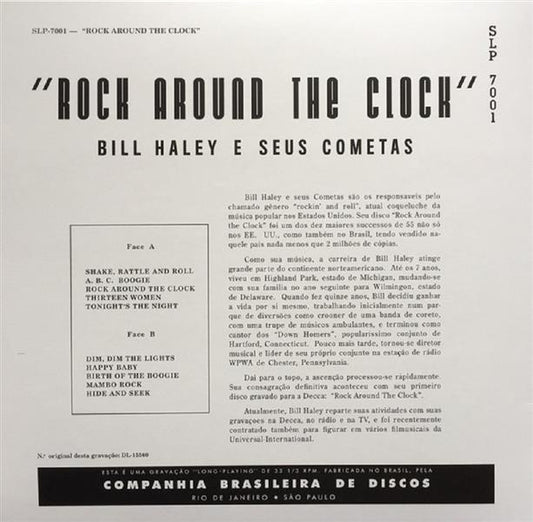 SLP-7001 — "ROCK AROUND THE CLOCK"
SLP 7001
"ROCK AROUND THE CLOCK"
BILL HALEY E SEUS COMETAS
Face A
SHAKE, RATTLE AND ROLL
A. B. C. BOOGIE
ROCK AROUND THE CLOCK
THIRTEEN WOMEN
TONIGHT'S THE NIGHT
Face B
DIM, DIM THE LIGHTS
HAPPY BABY
BIRTH OF THE BOOGIE
MAMBO ROCK
HIDE AND SEEK
Bill Haley e seus Cometas são os responsaveis pelo
chamado gênero "rockin' and roll", atual coqueluche da
música popular nos Estados Unidos. Seu disco "Rock Around
the Clock" foi um dos dez maiores successos de 55 não só
nos EE. UU., como também no Brasil, tendo vendido na-
quele país nada menos que 2 milhões de cópias.
Como sua música, a carreira de Bill Haley atinge
grande parte do continente norteamericano. Até os 7 anos,
viveu em Highland Park, estado de Michigan, mudando-se
com sua família no ano seguinte para Wilmingon, estado
de Delaware. Quando fez quinze anos, Bill decidiu ganhar
a vida por si mesmo, trabalhando inicialmente num par-
que de diversões como crooner de uma banda de coreto,
com uma trupe de músicos ambulantes, e terminou como
cantor dos "Down Homers", popularissimo conjunto de
Hartford, Connecticut. Pouco mais tarde, tornou-se diretor
musical e líder de seu próprio conjunto na estação de rádio
WPWA de Chester, Pennsylvania.
Daí para o topo, a ascenção processou-se rapidamente.
Sua consagração definitiva aconteceu com seu primeiro
disco gravado para a Decca: "Rock Around The Clock".
Atualmente, Bill Haley reparte suas atividades com suas
gravações na Decca, no rádio e na TV, e foi recentemente
contratado também para figurar em vários filmusicais da
Universal-International.
N.º original desta gravação: DL-15560
ESTA É UMA GRAVAÇÃO "LONG-PLAYING" DE 33 1/3 RPM. FABRICADA NO BRASIL, PELA
COMPANHIA BRASILEIRA DE DISCOS
RIO DE JANEIRO • SÃO PAULO